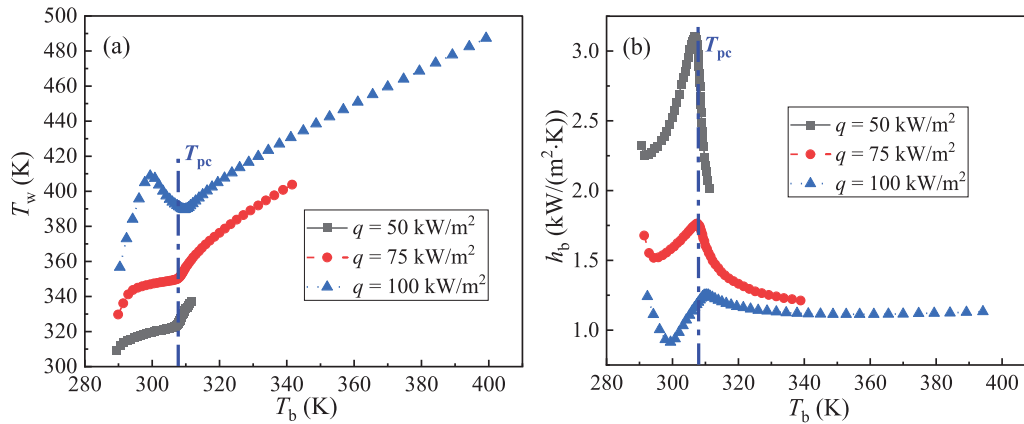 500
480
460
440
420
400
380
360
340
320
300
T_w (K)
(a)
T_pc
q = 50 kW/m²
q = 75 kW/m²
q = 100 kW/m²
280 300 320 340 360 380 400
T_b (K)
3.0
2.5
2.0
1.5
1.0
h_b (kW/(m²·K))
(b)
T_pc
q = 50 kW/m²
q = 75 kW/m²
q = 100 kW/m²
280 300 320 340 360 380 400
T_b (K)